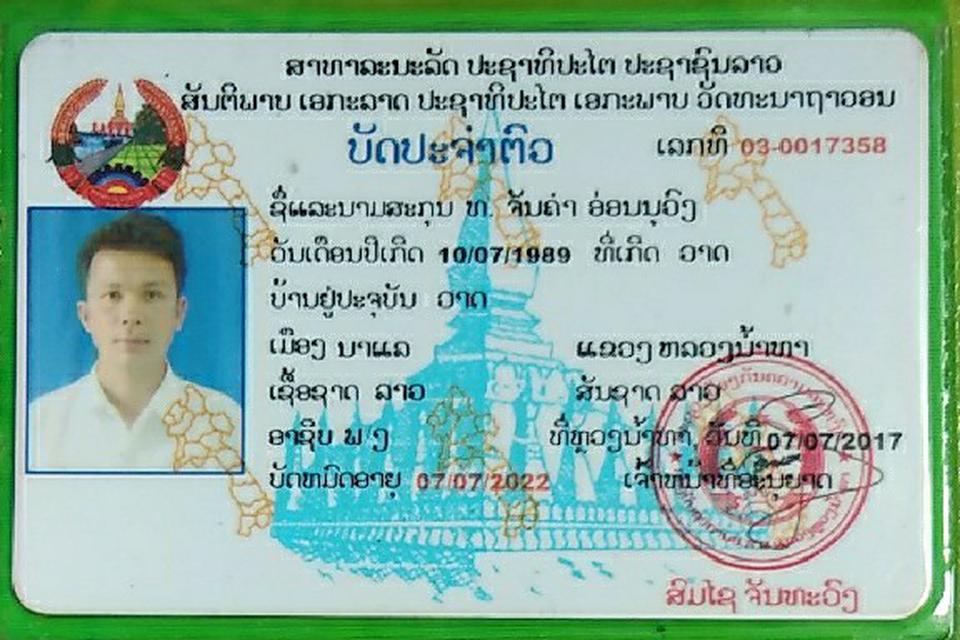 ສາທາລະນະລັດ ປະຊາທິປະໄຕ ປະຊາຊົນລາວ
ສັນຕິພາບ ເອກະລາດ ປະຊາທິປະໄຕ ເອກະພາບ ວັດທະນາຖາວອນ
ບັດປະຈຳຕົວ
ເລກທີ 03-0017358
ຊື່ແລະນາມສະກຸນ ທ. ຈັນຄຳ ອ່ອນນຸວົງ
ວັນເດືອນປີເກີດ 10/07/1989 ທີ່ເກີດ ວາດ
ບ້ານຢູ່ປະຈຸບັນ ວາດ
ເມືອງ ນາແລ ແຂວງ ຫລວງນ້ຳທາ
ເຊື້ອຊາດ ລາວ ສັນຊາດ ລາວ
ອາຊີບ ພ ງ ທີ່ຫຼວງນ້ຳທາ, ວັນທີ 07/07/2017
ບັດຫມົດອາຍຸ 07/07/2022 ເຈົ້າຫນ້າທີ່ອະນຸຍາດ
ສົມໄຊ ຈັນທະວົງ